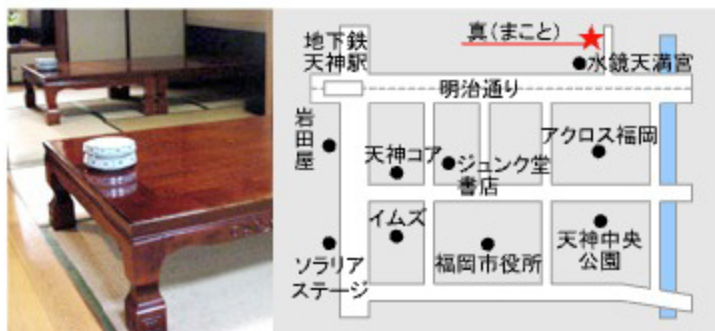 地下鉄
天神駅
真(まこと)
水鏡天満宮
明治通り
岩田屋
天神コア
ジュンク堂
書店
アクロス福岡
イムズ
福岡市役所
天神中央
公園
ソラリア
ステージ